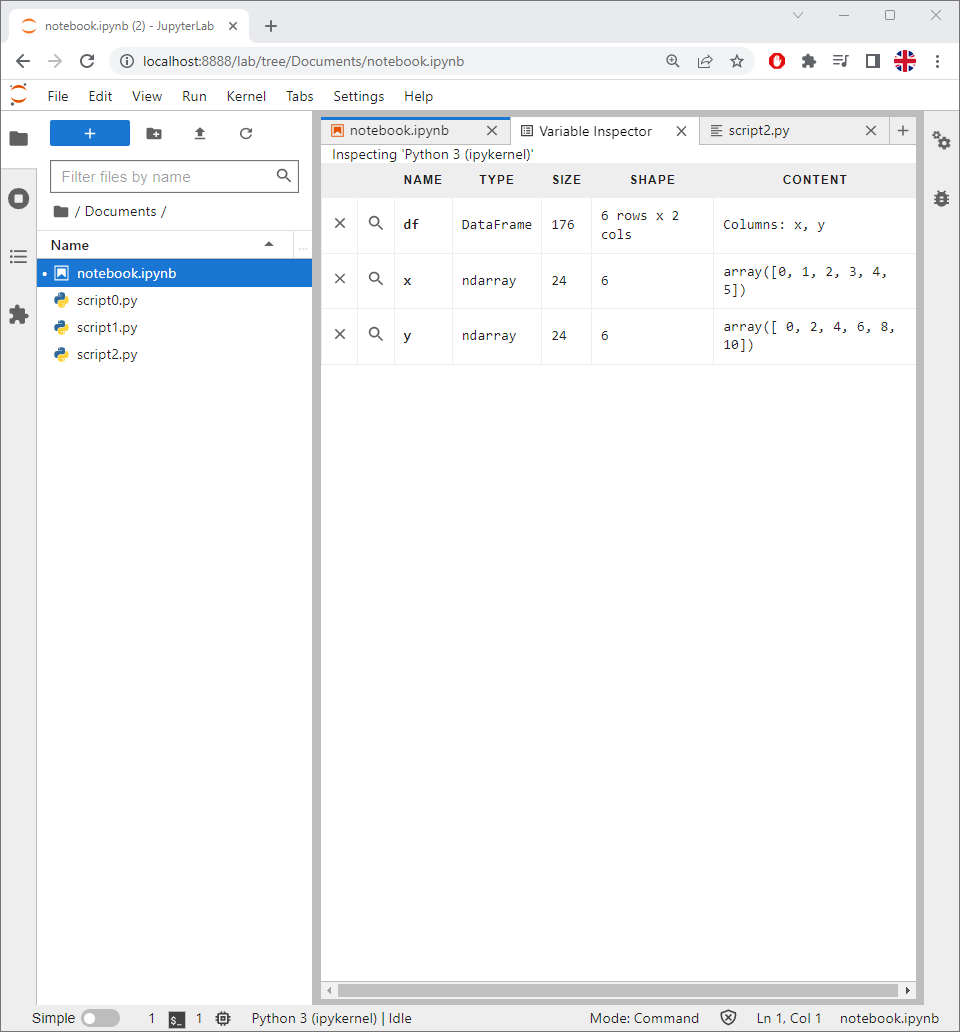 notebook.ipynb (2) - JupyterLab
localhost:8888/lab/tree/Documents/notebook.ipynb
File Edit View Run Kernel Tabs Settings Help
Filter files by name
/ Documents /
Name
notebook.ipynb
script0.py
script1.py
script2.py
notebook.ipynb Variable Inspector script2.py
Inspecting 'Python 3 (ipykernel)'
NAME TYPE SIZE SHAPE CONTENT
df DataFrame 176 6 rows x 2 cols Columns: x, y
x ndarray 24 6 array([0, 1, 2, 3, 4, 5])
y ndarray 24 6 array([ 0, 2, 4, 6, 8, 10])
Simple 1 $_ 1 Python 3 (ipykernel) | Idle Mode: Command Ln 1, Col 1 notebook.ipynb